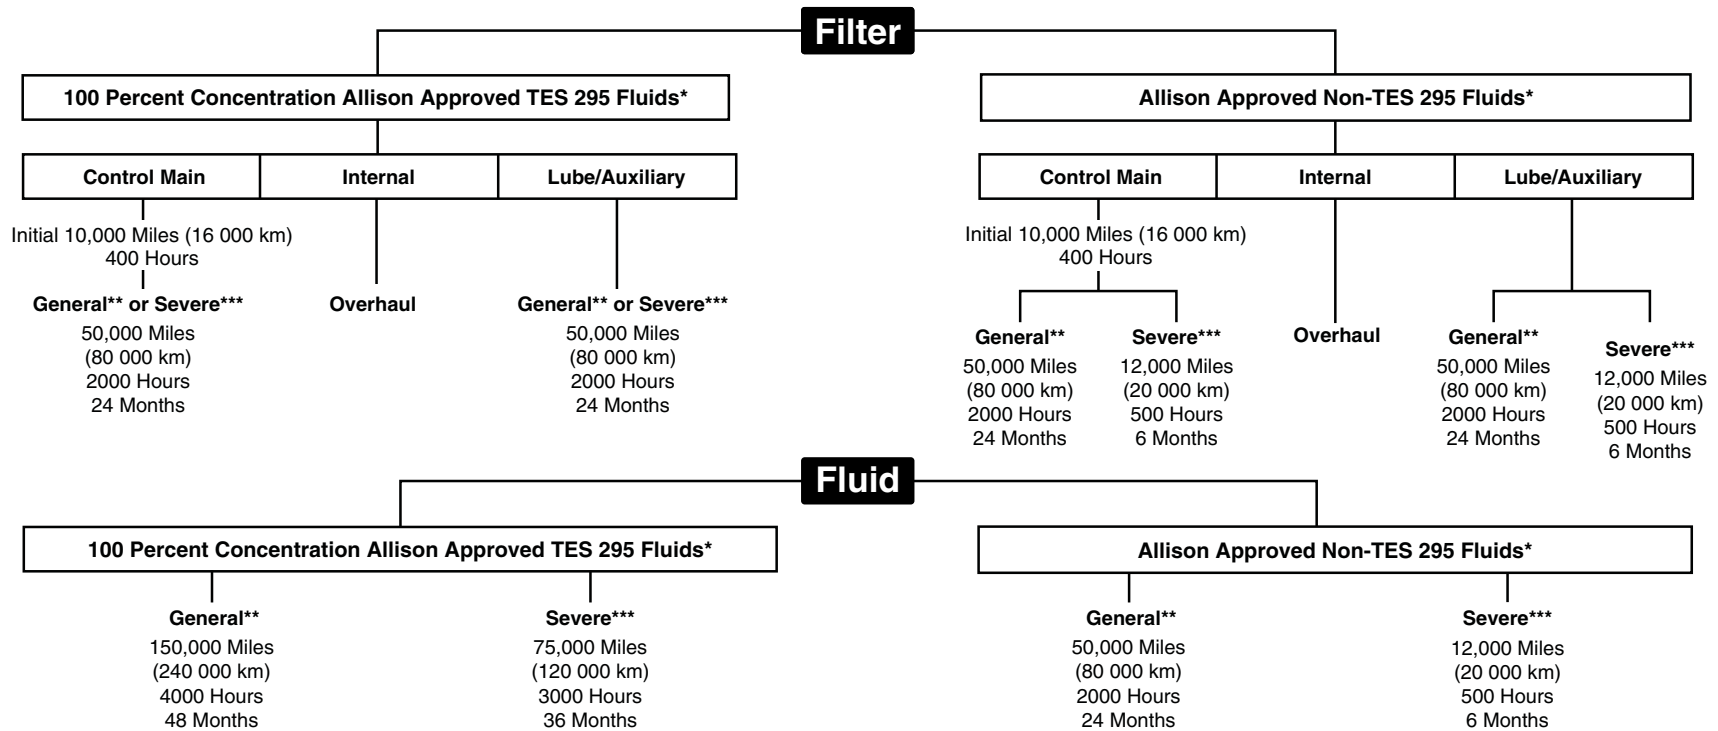 Filter
100 Percent Concentration Allison Approved TES 295 Fluids*
Control Main
Internal
Lube/Auxiliary
Initial 10,000 Miles (16 000 km)
400 Hours
General** or Severe***
50,000 Miles
(80 000 km)
2000 Hours
24 Months
Overhaul
General** or Severe***
50,000 Miles
(80 000 km)
2000 Hours
24 Months
Allison Approved Non-TES 295 Fluids*
Control Main
Internal
Lube/Auxiliary
Initial 10,000 Miles (16 000 km)
400 Hours
General**
50,000 Miles
(80 000 km)
2000 Hours
24 Months
Severe***
12,000 Miles
(20 000 km)
500 Hours
6 Months
Overhaul
General**
50,000 Miles
(80 000 km)
2000 Hours
24 Months
Severe***
12,000 Miles
(20 000 km)
500 Hours
6 Months
Fluid
100 Percent Concentration Allison Approved TES 295 Fluids*
General**
150,000 Miles
(240 000 km)
4000 Hours
48 Months
Severe***
75,000 Miles
(120 000 km)
3000 Hours
36 Months
Allison Approved Non-TES 295 Fluids*
General**
50,000 Miles
(80 000 km)
2000 Hours
24 Months
Severe***
12,000 Miles
(20 000 km)
500 Hours
6 Months